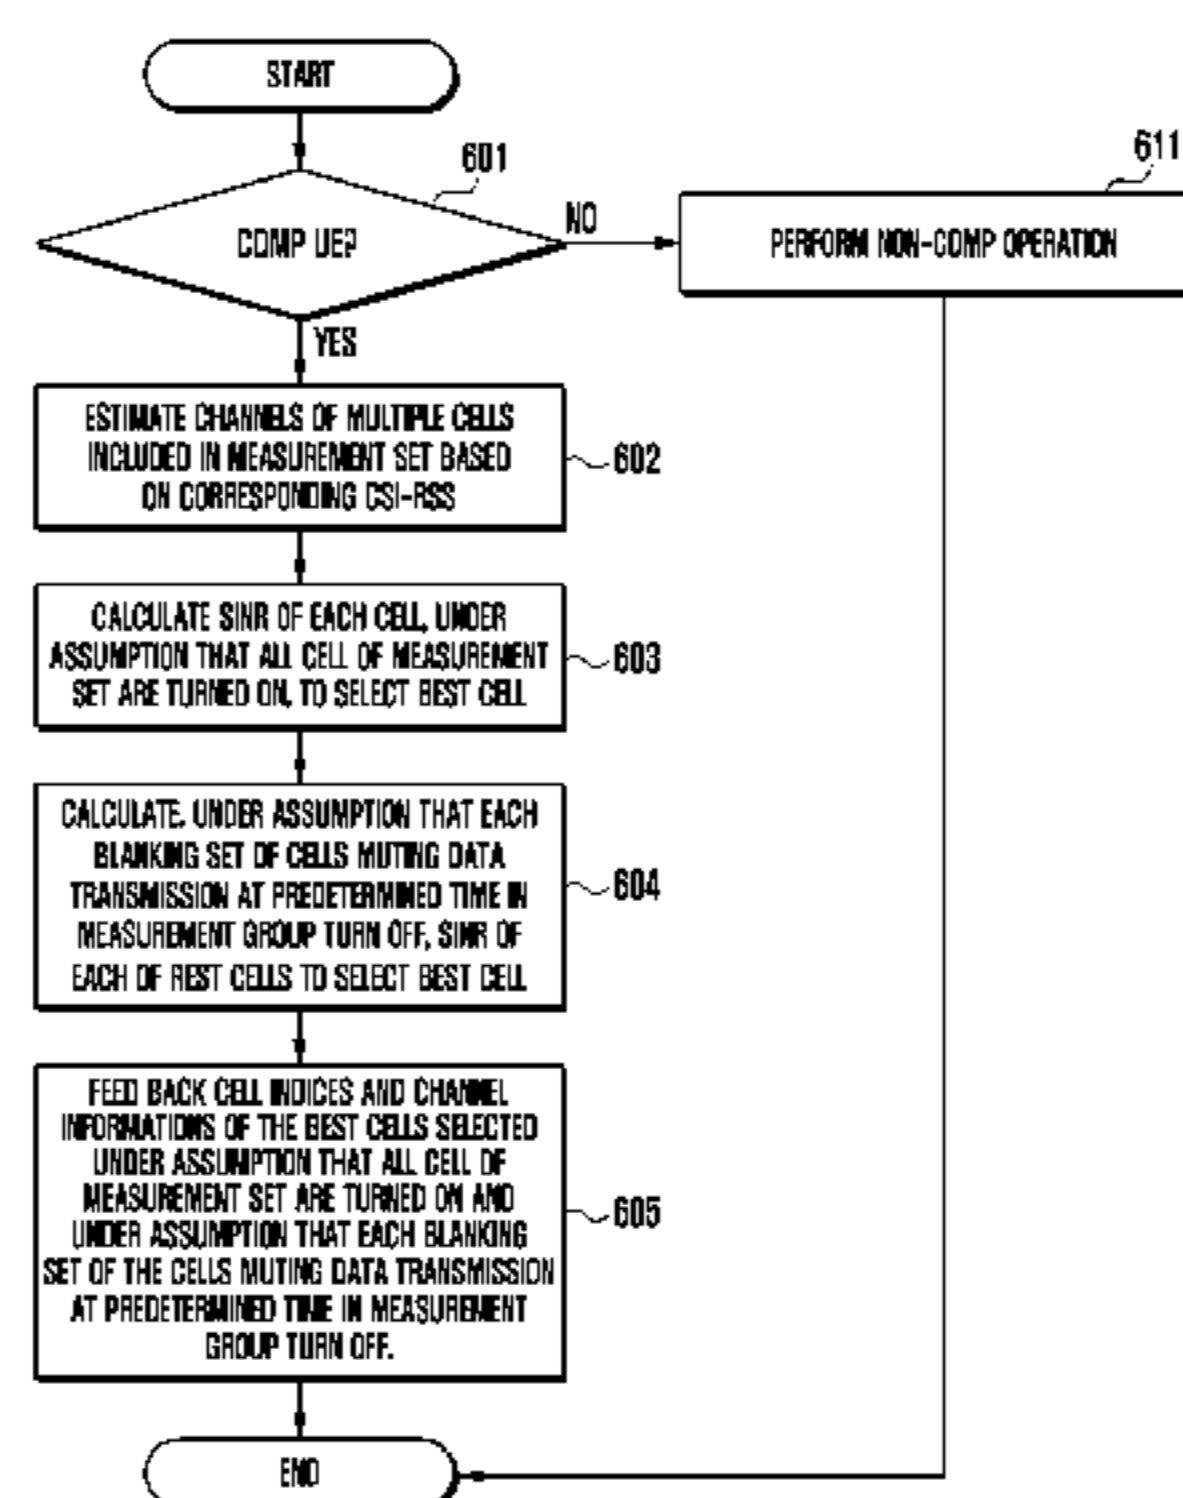 START
601
COMP UE?
NO
611
PERFORM NON-COMP OPERATION
YES
ESTIMATE CHANNELS OF MULTIPLE CELLS
INCLUDED IN MEASUREMENT SET BASED
ON CORRESPONDING CSI-RSS
602
CALCULATE SINR OF EACH CELL, UNDER
ASSUMPTION THAT ALL CELL OF MEASUREMENT
SET ARE TURNED ON, TO SELECT BEST CELL
603
CALCULATE, UNDER ASSUMPTION THAT EACH
BLANKING SET OF CELLS MUTING DATA
TRANSMISSION AT PREDETERMINED TIME IN
MEASUREMENT GROUP TURN OFF, SINR OF
EACH OF REST CELLS TO SELECT BEST CELL
604
FEED BACK CELL INDICES AND CHANNEL
INFORMATIONS OF THE BEST CELLS SELECTED
UNDER ASSUMPTION THAT ALL CELL OF
MEASUREMENT SET ARE TURNED ON AND
UNDER ASSUMPTION THAT EACH BLANKING
SET OF THE CELLS MUTING DATA TRANSMISSION
AT PREDETERMINED TIME IN MEASUREMENT
GROUP TURN OFF.
605
END